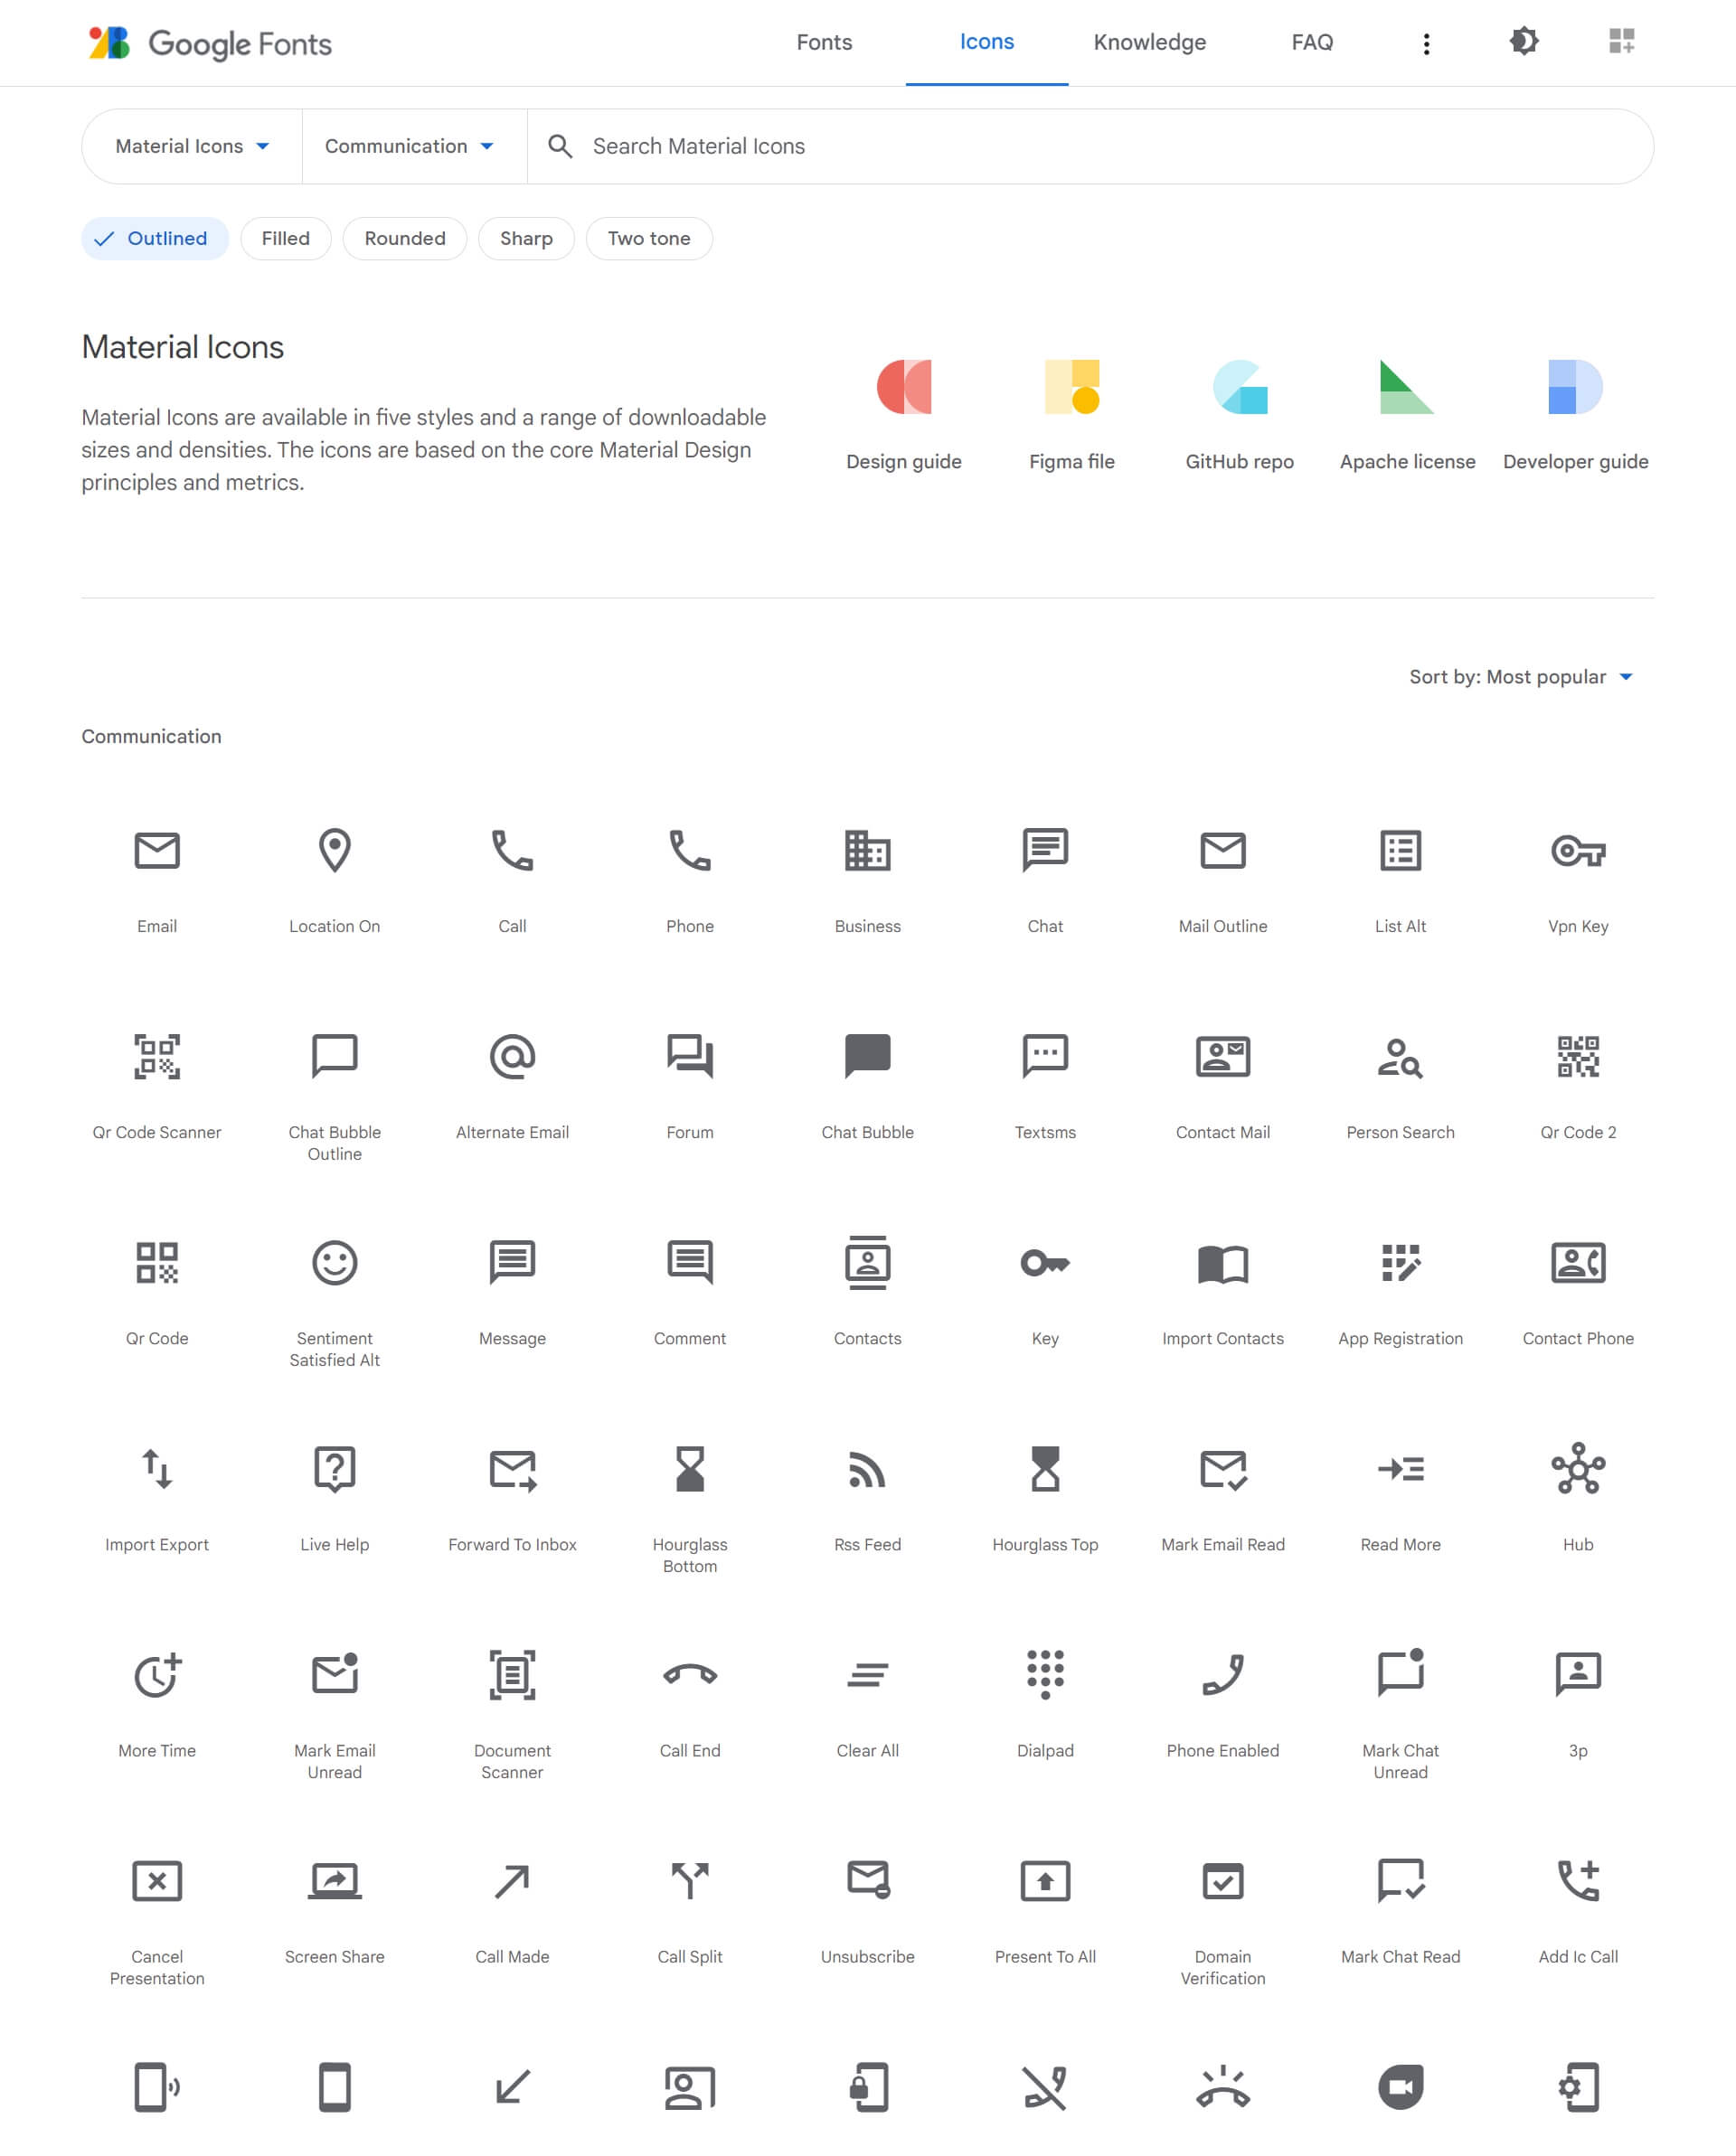 Google Fonts
Fonts
Icons
Knowledge
FAQ
Material Icons
Communication
Search Material Icons
Outlined
Filled
Rounded
Sharp
Two tone
Material Icons
Material Icons are available in five styles and a range of downloadable
sizes and densities. The icons are based on the core Material Design
principles and metrics.
Design guide
Figma file
GitHub repo
Apache license
Developer guide
Sort by: Most popular
Communication
Email
Location On
Call
Phone
Business
Chat
Mail Outline
List Alt
Vpn Key
Qr Code Scanner
Chat Bubble
Outline
Alternate Email
Forum
Chat Bubble
Textsms
Contact Mail
Person Search
Qr Code 2
Qr Code
Sentiment
Satisfied Alt
Message
Comment
Contacts
Key
Import Contacts
App Registration
Contact Phone
Import Export
Live Help
Forward To Inbox
Hourglass
Bottom
Rss Feed
Hourglass Top
Mark Email Read
Read More
Hub
More Time
Mark Email
Unread
Document
Scanner
Call End
Clear All
Dialpad
Phone Enabled
Mark Chat
Unread
3p
Cancel
Presentation
Screen Share
Call Made
Call Split
Unsubscribe
Present To All
Domain
Verification
Mark Chat Read
Add Ic Call